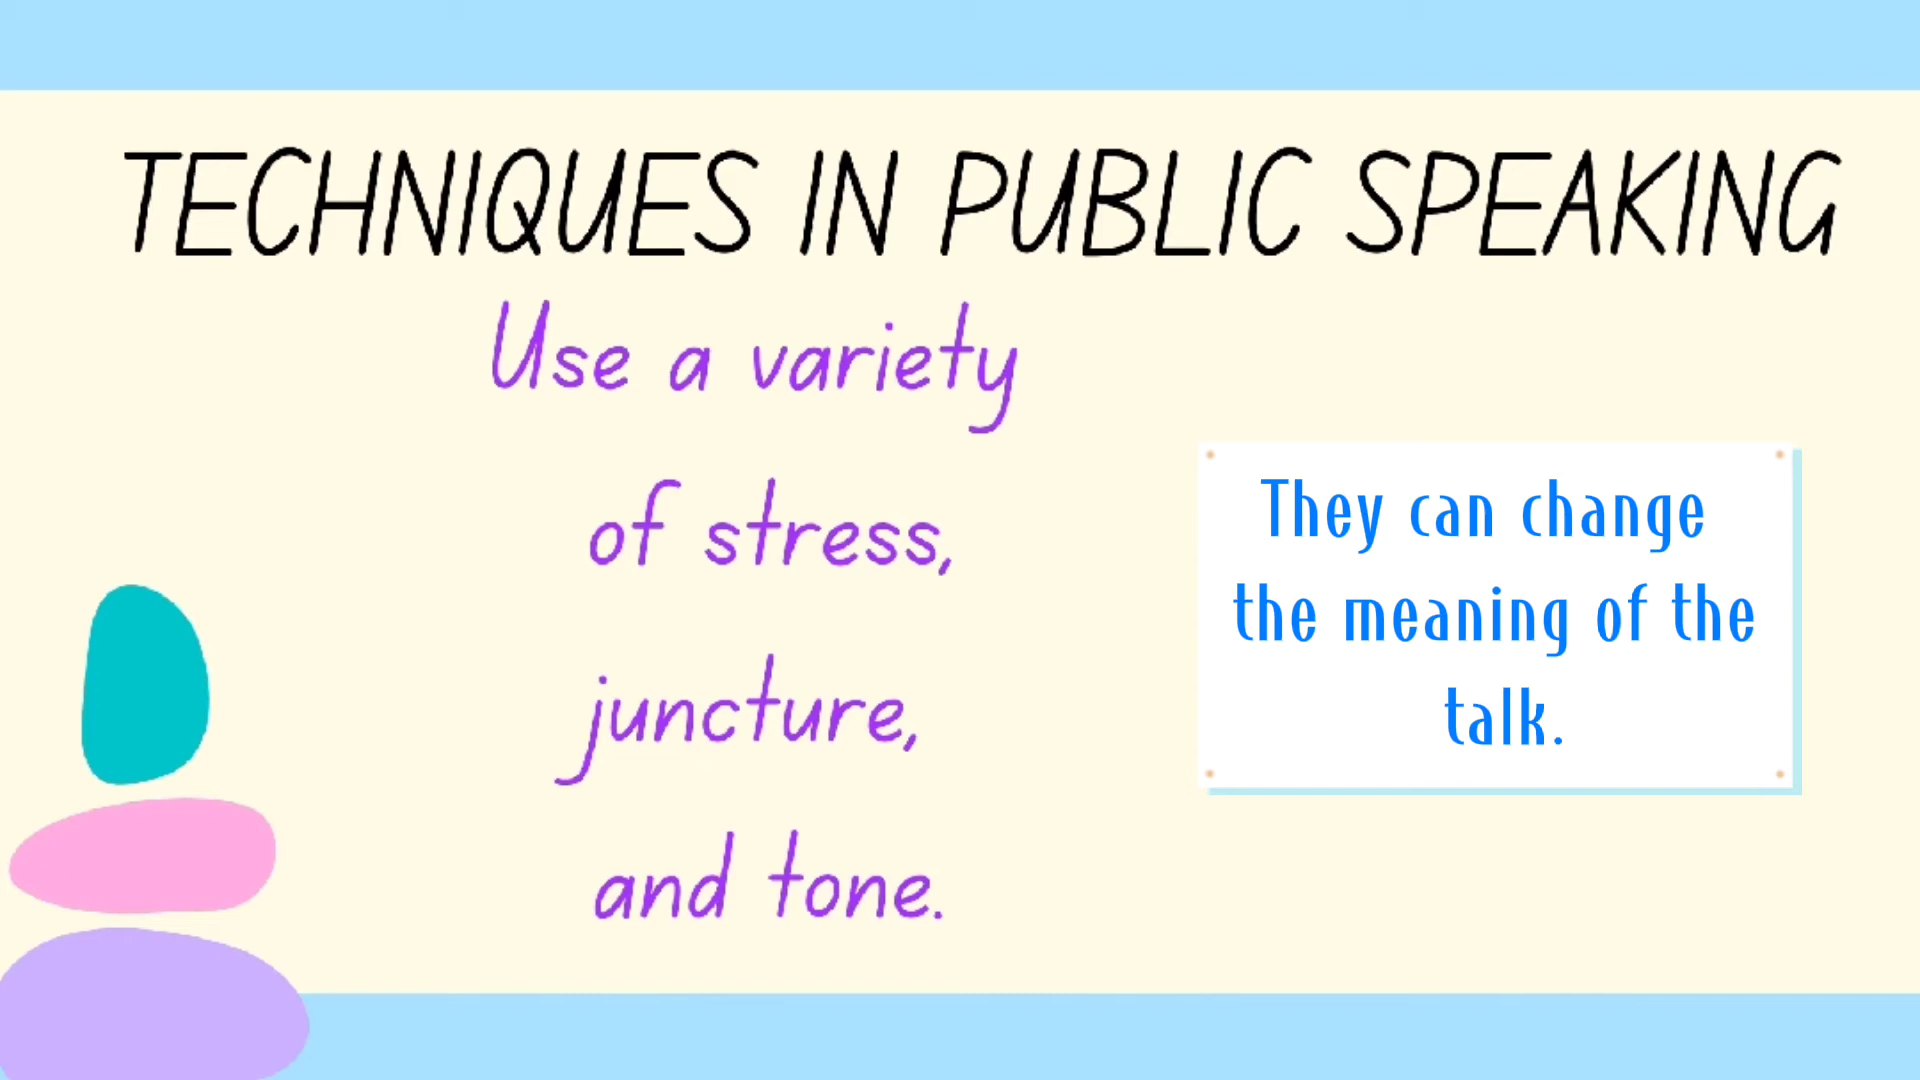 TECHNIQUES IN PUBLIC SPEAKING
Use a variety
of stress,
juncture,
and tone.
They can change
the meaning of the
talk.